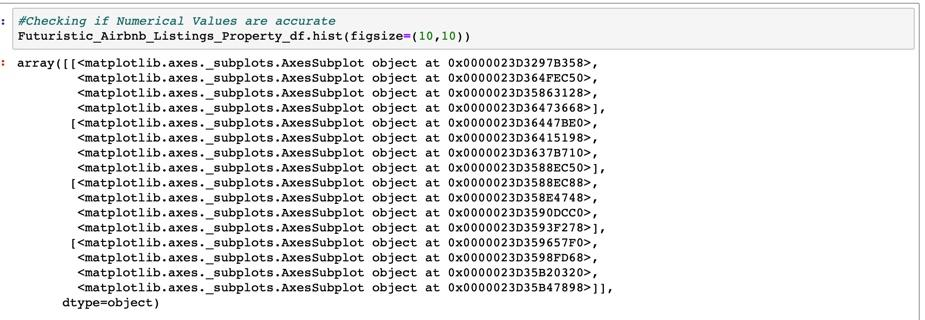 : #Checking if Numerical Values are accurate
Futuristic_Airbnb_Listings_Property_df.hist(figsize=(10,10))
: array([[<matplotlib.axes._subplots.AxesSubplot object at 0x0000023D3297B358>,
<matplotlib.axes._subplots.AxesSubplot object at 0x0000023D364FEC50>,
<matplotlib.axes._subplots.AxesSubplot object at 0x0000023D35863128>,
<matplotlib.axes._subplots.AxesSubplot object at 0x0000023D36473668>],
[<matplotlib.axes._subplots.AxesSubplot object at 0x0000023D36447BE0>,
<matplotlib.axes._subplots.AxesSubplot object at 0x0000023D36415198>,
<matplotlib.axes._subplots.AxesSubplot object at 0x0000023D3637B710>,
<matplotlib.axes._subplots.AxesSubplot object at 0x0000023D3588EC50>],
[<matplotlib.axes._subplots.AxesSubplot object at 0x0000023D3588EC88>,
<matplotlib.axes._subplots.AxesSubplot object at 0x0000023D358E4748>,
<matplotlib.axes._subplots.AxesSubplot object at 0x0000023D3590DCC0>,
<matplotlib.axes._subplots.AxesSubplot object at 0x0000023D3593F278>],
[<matplotlib.axes._subplots.AxesSubplot object at 0x0000023D359657F0>,
<matplotlib.axes._subplots.AxesSubplot object at 0x0000023D3598FD68>,
<matplotlib.axes._subplots.AxesSubplot object at 0x0000023D35B20320>,
<matplotlib.axes._subplots.AxesSubplot object at 0x0000023D35B47898>]],
dtype=object)